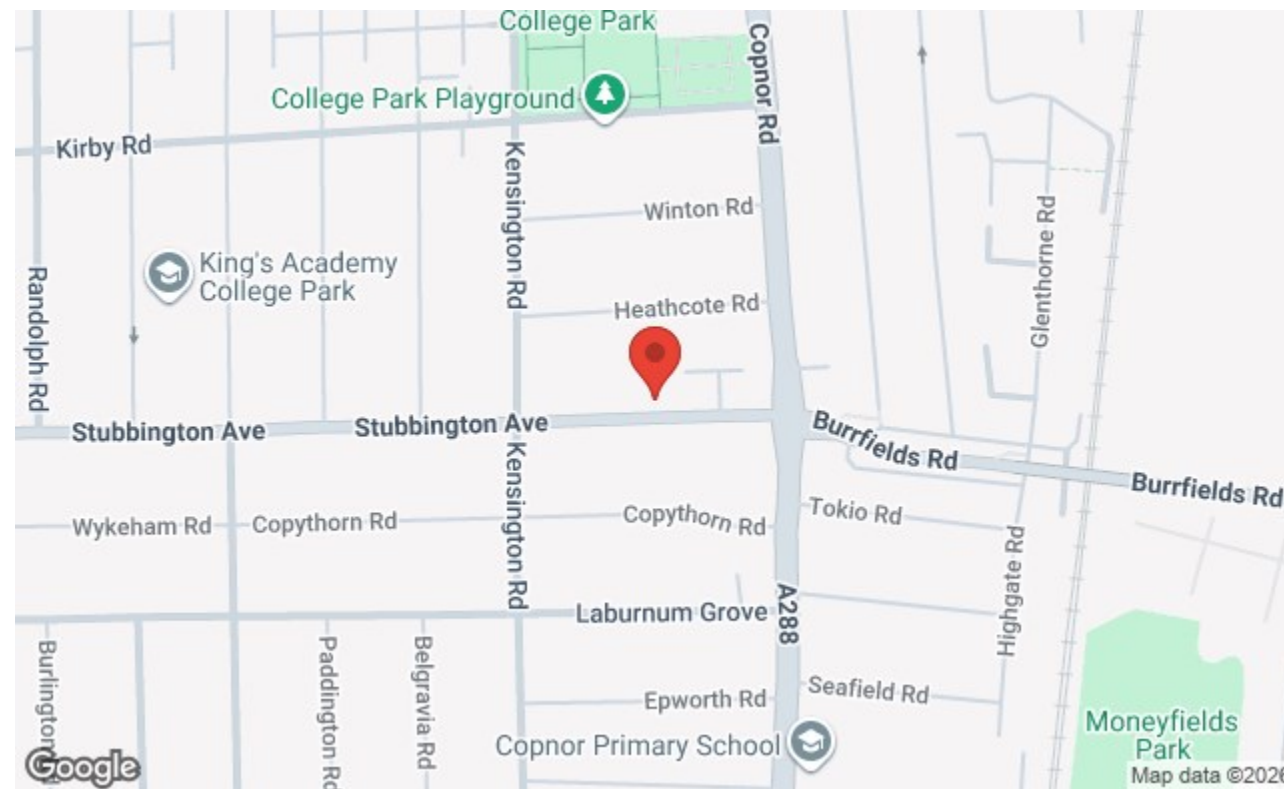 College Park
Copnor Rd
College Park Playground
Kirby Rd
Kensington Rd
Winton Rd
Glenthorne Rd
King's Academy
College Park
Randolph Rd
Heathcote Rd
Stubbington Ave
Stubbington Ave
Burrfields Rd
Burrfields Rd
Kensington Rd
Wykeham Rd
Copythorn Rd
Copythorn Rd
Tokio Rd
Highgate Rd
Laburnum Grove
A288
Burlington
Paddington Rd
Belgravia Rd
Epworth Rd
Seafield Rd
Copnor Primary School
Moneyfields
Park
Google
Map data ©2026